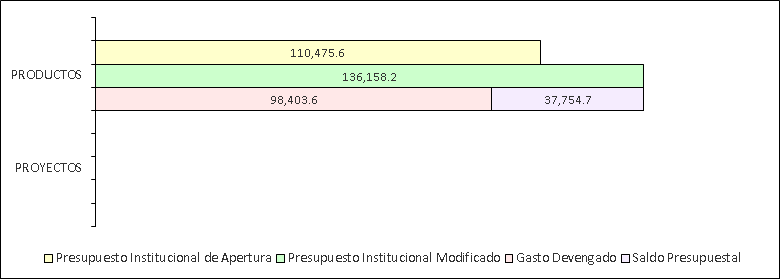 110,475.6
PRODUCTOS
136,158.2
98,403.6 37,754.7
PROYECTOS
Presupuesto Institucional de Apertura Presupuesto Institucional Modificado Gasto Devengado Saldo Presupuestal